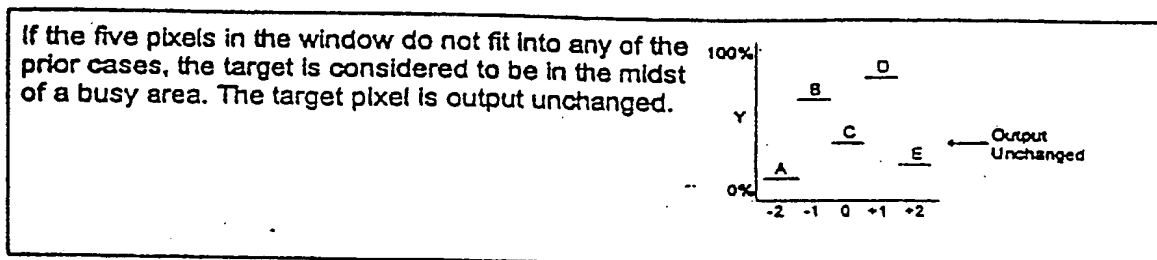 If the five pixels in the window do not fit into any of the
prior cases, the target is considered to be in the midst
of a busy area. The target pixel is output unchanged.
100%
D
B
Y
C
Output
Unchanged
E
A
0%
-2 -1 0 +1 +2